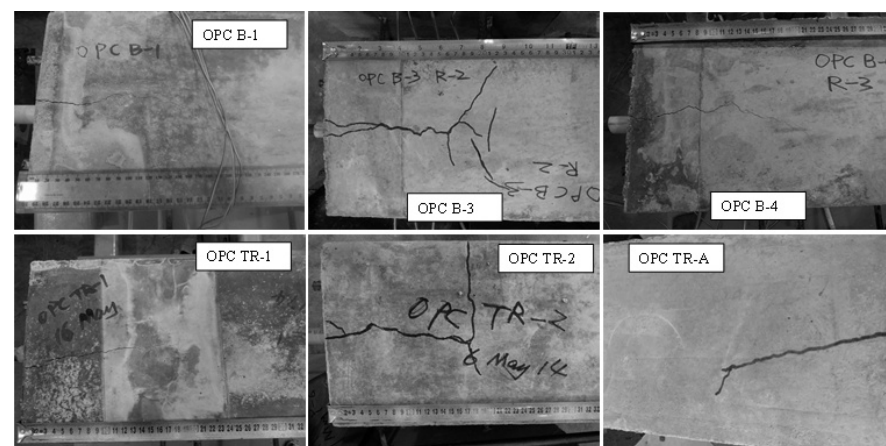 OPC B-1
OPC B-1
OPC B-3 R-2
R-2
OPC B-3
OPC B-3
R-3
OPC B-4
OPC TR-1
OPC TR-1
16 May
OPC TR-2
OPC TR-2
6 May 14
OPC TR-A